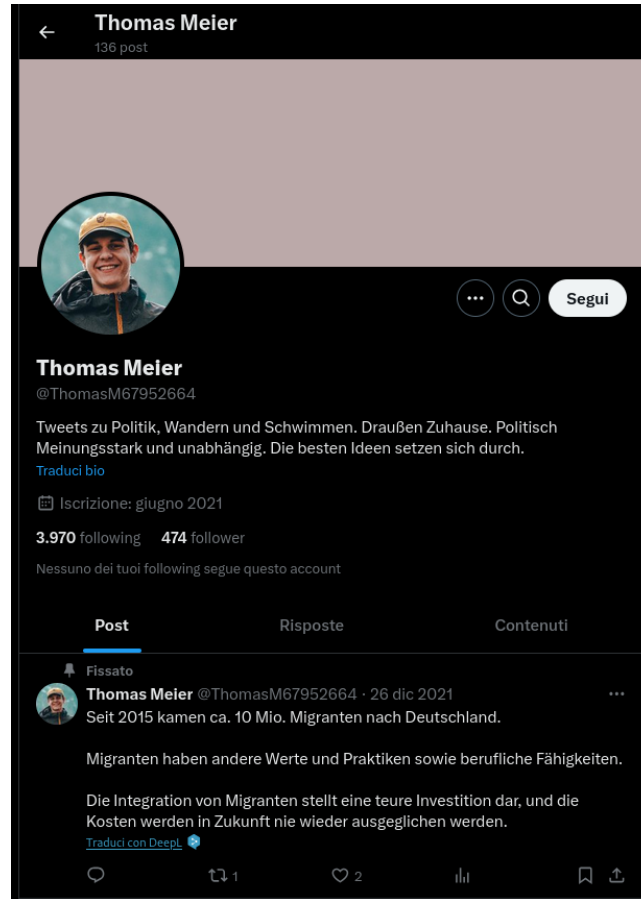 Thomas Meier
136 post
Segui
Thomas Meier
@ThomasM67952664
Tweets zu Politik, Wandern und Schwimmen. Draußen Zuhause. Politisch
Meinungsstark und unabhängig. Die besten Ideen setzen sich durch.
Traduci bio
Iscrizione: giugno 2021
3.970 following 474 follower
Nessuno dei tuoi following segue questo account
Post Risposte Contenuti
Fissato
Thomas Meier @ThomasM67952664 · 26 dic 2021
Seit 2015 kamen ca. 10 Mio. Migranten nach Deutschland.
Migranten haben andere Werte und Praktiken sowie berufliche Fähigkeiten.
Die Integration von Migranten stellt eine teure Investition dar, und die
Kosten werden in Zukunft nie wieder ausgeglichen werden.
Traduci con DeepL
1 2